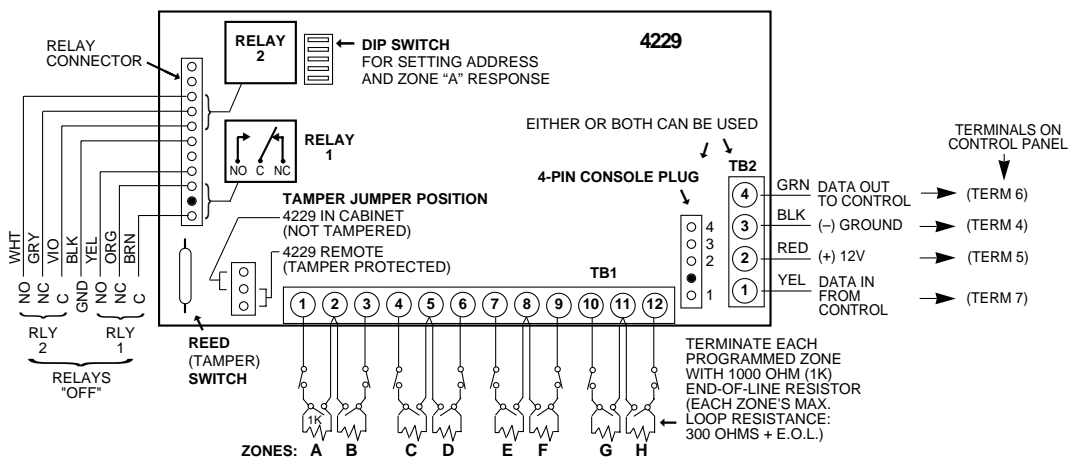 RELAY
CONNECTOR
RELAY
2
DIP SWITCH
FOR SETTING ADDRESS
AND ZONE “A” RESPONSE
4229
RELAY
1
NO C NC
EITHER OR BOTH CAN BE USED
TERMINALS ON
CONTROL PANEL
4-PIN CONSOLE PLUG
TB2
TAMPER JUMPER POSITION
4229 IN CABINET
(NOT TAMPERED)
4229 REMOTE
(TAMPER PROTECTED)
4
3
2
1
4
3
2
1
GRN DATA OUT
TO CONTROL
(TERM 6)
BLK (–) GROUND (TERM 4)
RED (+) 12V (TERM 5)
YEL DATA IN
FROM
CONTROL
(TERM 7)
WHT GRY VIO BLK YEL ORG BRN
NO NC C GND NO NC C
RLY
2
RLY
1
RELAYS
"OFF"
REED
(TAMPER)
SWITCH
TB1
1 2 3 4 5 6 7 8 9 10 11 12
TERMINATE EACH
PROGRAMMED ZONE
WITH 1000 OHM (1K)
END-OF-LINE RESISTOR
(EACH ZONE'S MAX.
LOOP RESISTANCE:
300 OHMS + E.O.L.)
1K
ZONES: A B C D E F G H